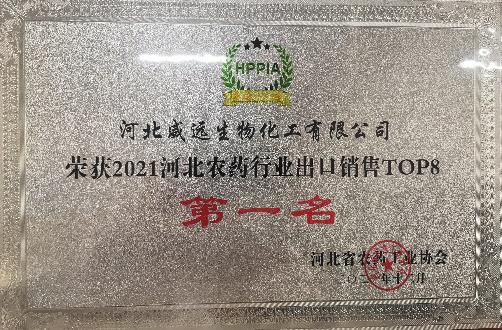 HPPIA
河北威远生物化工有限公司
荣获2021河北农药行业出口销售TOP8
第一名
河北省农药工业协会